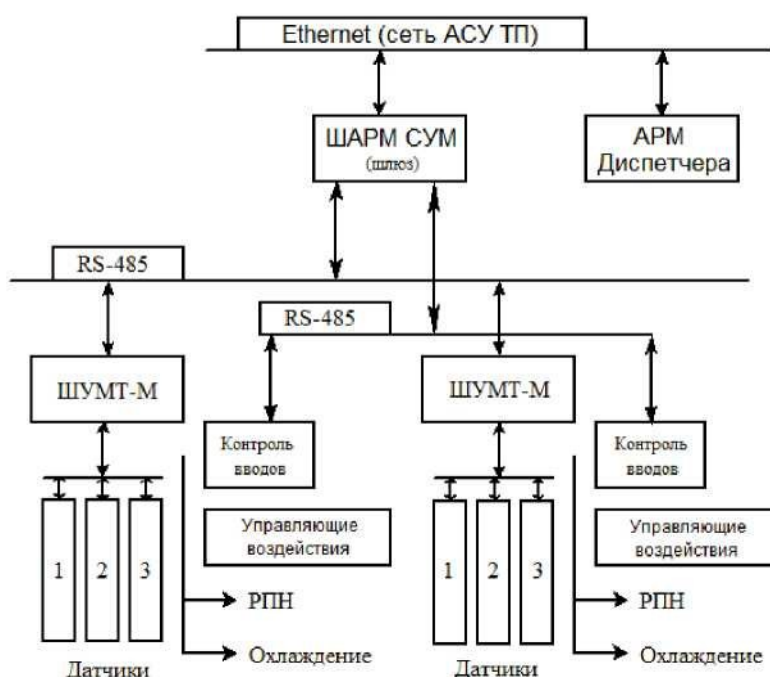 Ethernet (сеть АСУ ТП)
ШАРМ СУМ
(шлюз)
АРМ
Диспетчера
RS-485
RS-485
ШУМТ-М
ШУМТ-М
Контроль
вводов
Контроль
вводов
1 2 3
1 2 3
Управляющие
воздействия
Управляющие
воздействия
РПН
РПН
Охлаждение
Охлаждение
Датчики
Датчики